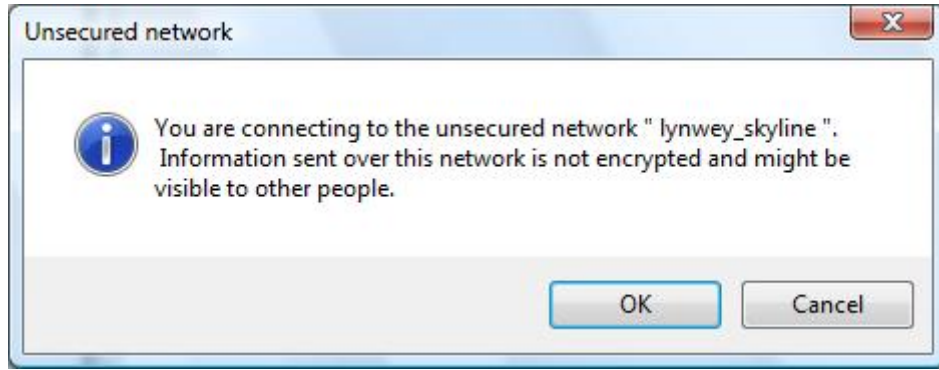 Unsecured network
You are connecting to the unsecured network " lynwey_skyline ".
Information sent over this network is not encrypted and might be
visible to other people.
OK
Cancel